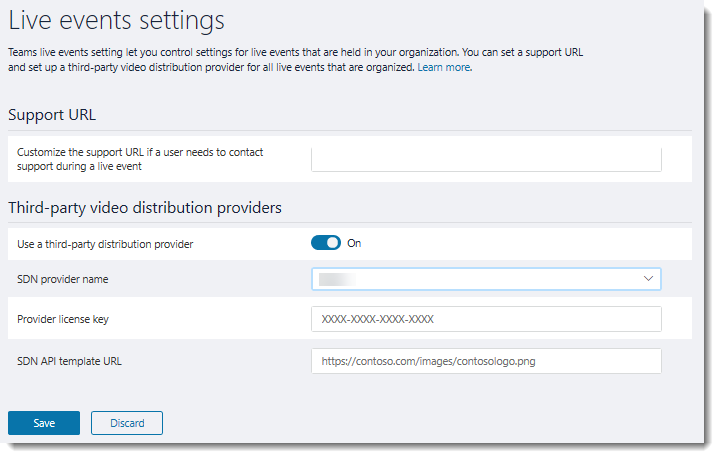 Live events settings
Teams live events setting let you control settings for live events that are held in your organization. You can set a support URL
and set up a third-party video distribution provider for all live events that are organized. Learn more.
Support URL
Customize the support URL if a user needs to contact
support during a live event
Third-party video distribution providers
Use a third-party distribution provider On
SDN provider name
Provider license key XXXX-XXXX-XXXX-XXXX
SDN API template URL https://contoso.com/images/contosologo.png
Save Discard